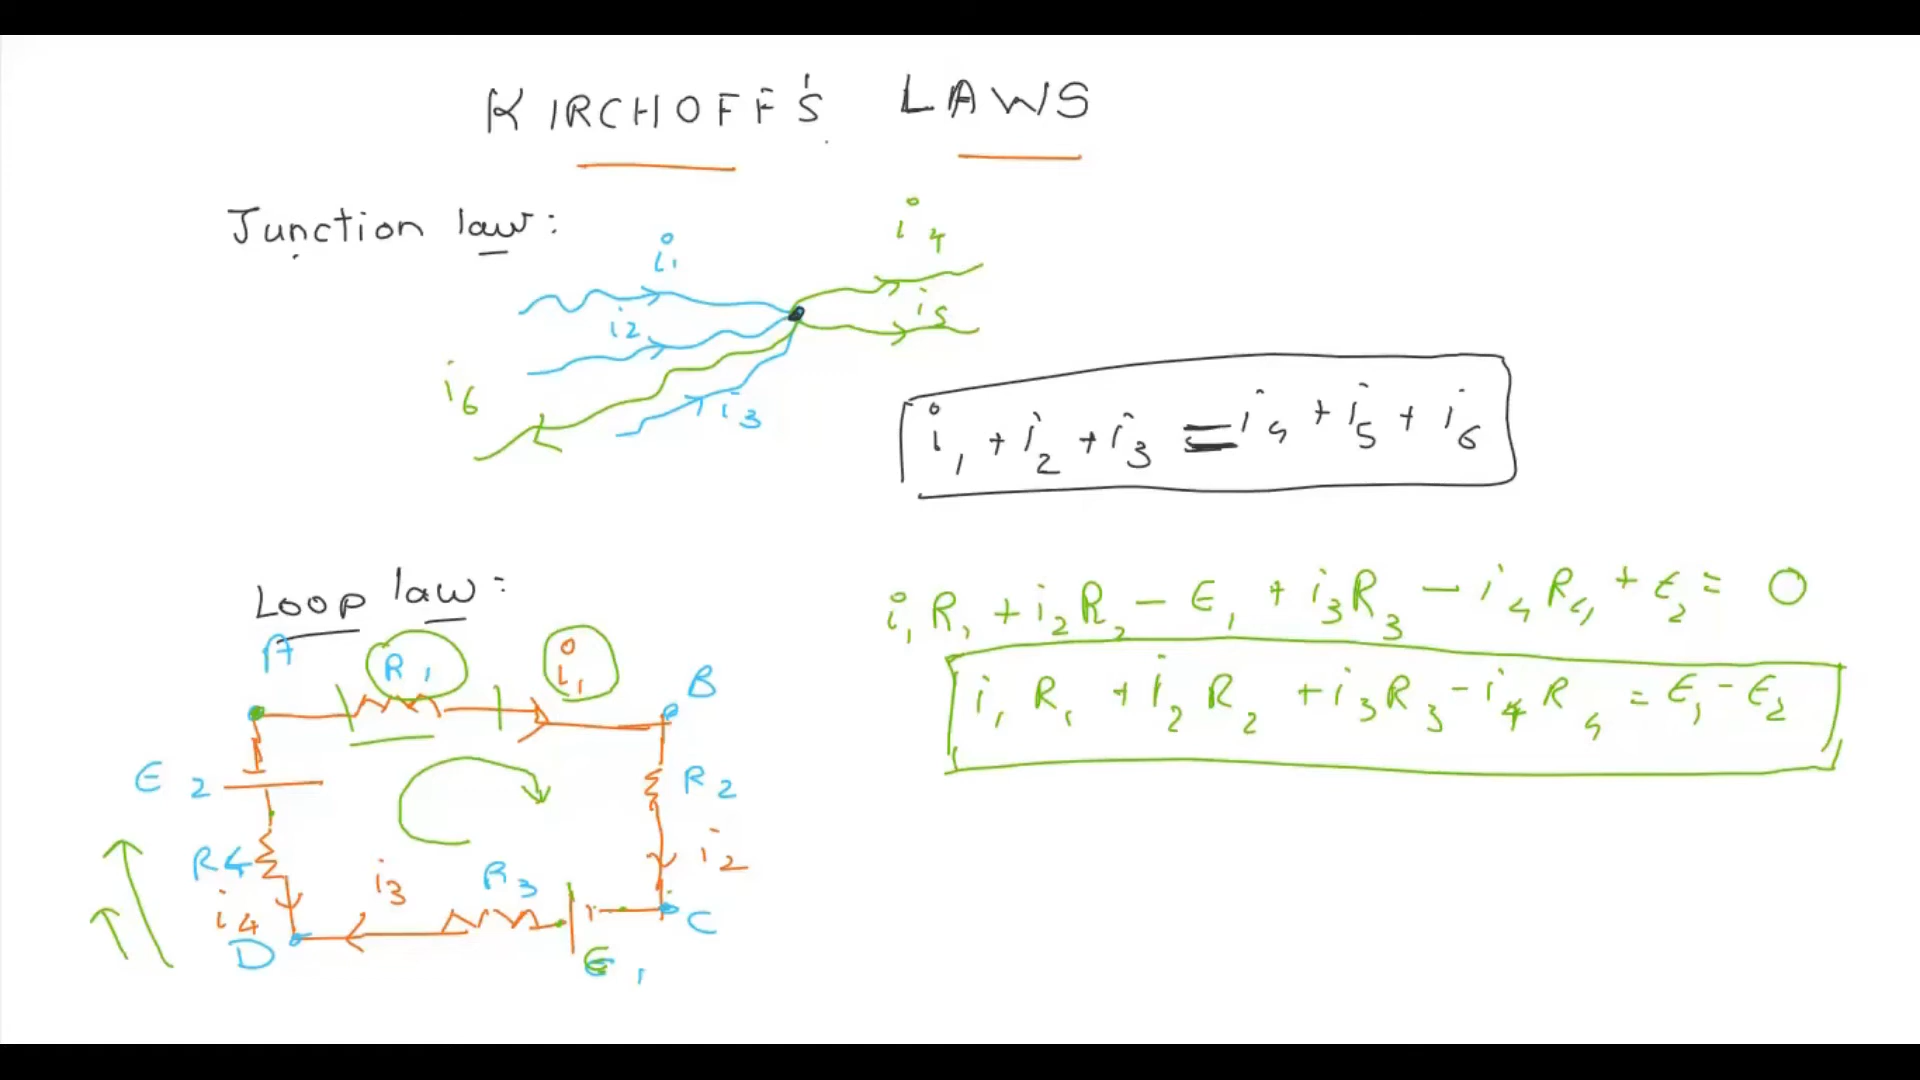 KIRCHOFF'S LAWS
Junction law:
i4
i1
i5
i2
i6
i3
i1 + i2 + i3 = i4 + i5 + i6
Loop law:
i1R1 + i2R2 - E1 + i3R3 - i4R4 + E2 = 0
i1R1 + i2R2 + i3R3 - i4R4 = E1 - E2
A
R1
i1
B
E2
R2
R4
i2
i3
R3
i4
C
D
E1